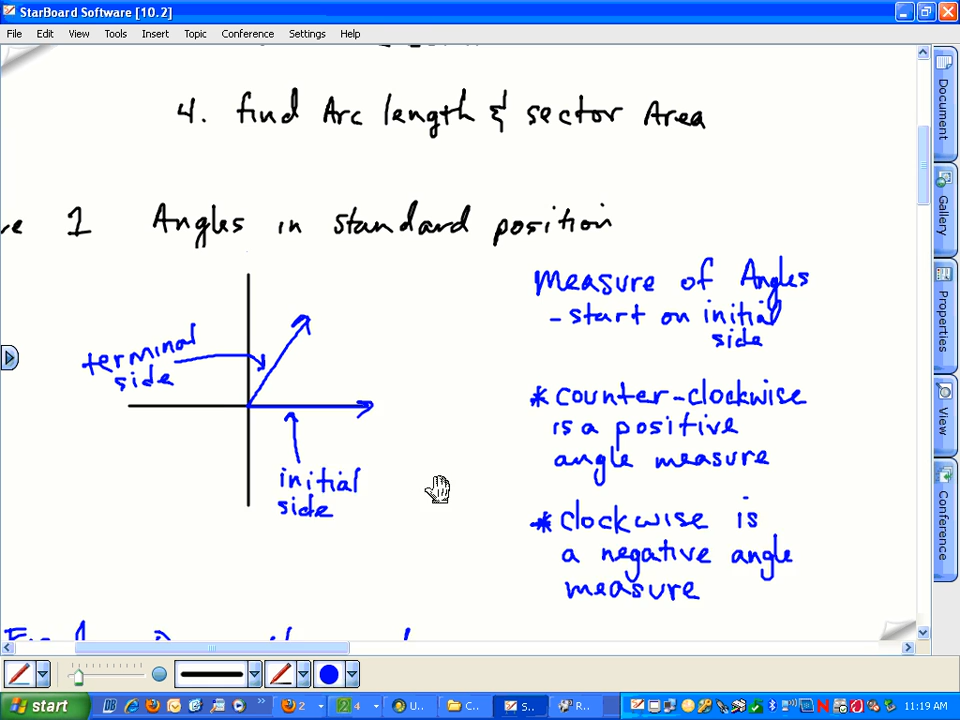 StarBoard Software [10.2]
File Edit View Tools Insert Topic Conference Settings Help
4. find Arc length & sector Area
1 Angles in standard position
measure of Angles
- start on initial
side
terminal
side
* counter-clockwise
is a positive
angle measure
initial
side
* clockwise is
a negative angle
measure
Document
Gallery
Properties
View
Conference
start
2
4
U...
C...
S...
R...
11:19 AM